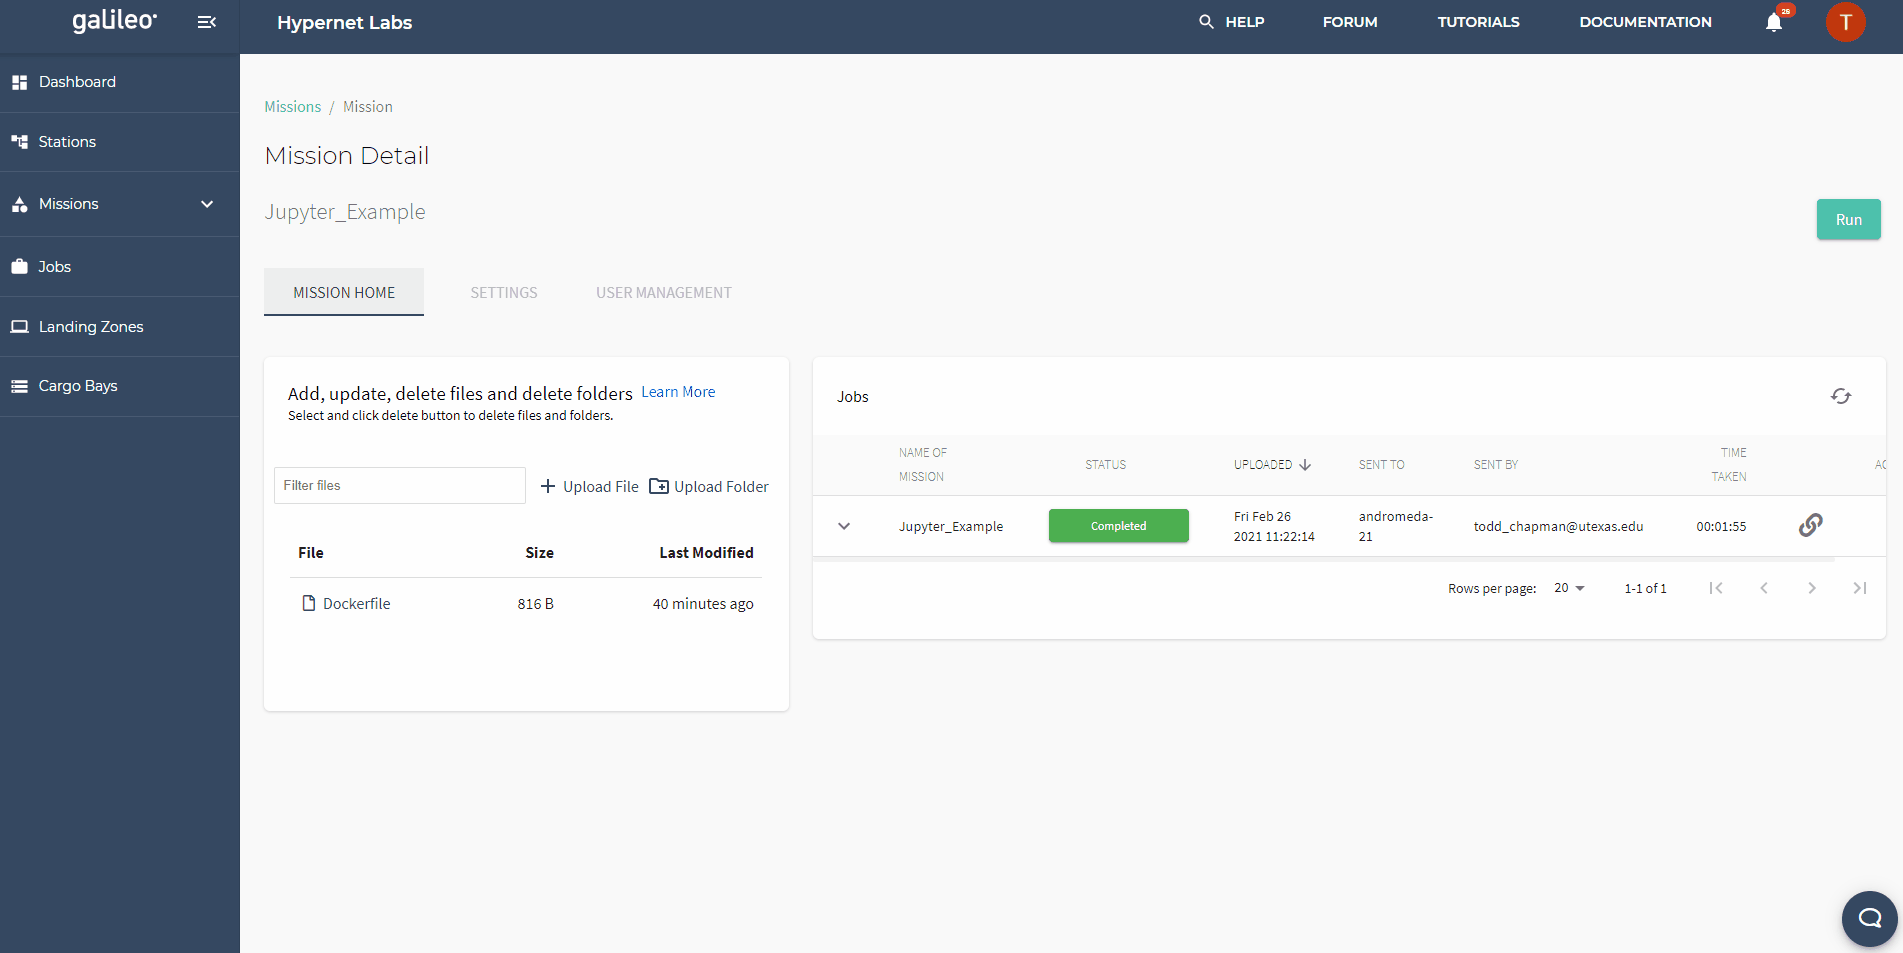 galileo
Hypernet Labs
HELP
FORUM
TUTORIALS
DOCUMENTATION
26
T
Dashboard
Stations
Missions
Jobs
Landing Zones
Cargo Bays
Missions / Mission
Mission Detail
Jupyter_Example
Run
MISSION HOME
SETTINGS
USER MANAGEMENT
Add, update, delete files and delete folders Learn More
Select and click delete button to delete files and folders.
Filter files
Upload File
Upload Folder
File Size Last Modified
Dockerfile 816 B 40 minutes ago
Jobs
NAME OF
MISSION
STATUS
UPLOADED
SENT TO
SENT BY
TIME
TAKEN
AC
Jupyter_Example
Completed
Fri Feb 26
2021 11:22:14
andromeda-
21
todd_chapman@utexas.edu
00:01:55
Rows per page: 20 1-1 of 1